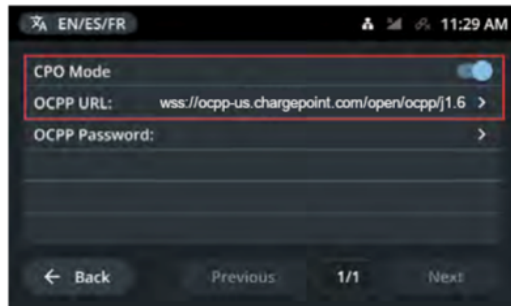 EN/ES/FR 11:29 AM
CPO Mode
OCPP URL: wss://ocpp-us.chargepoint.com/open/ocpp/j1.6 >
OCPP Password: >
← Back Previous 1/1 Next